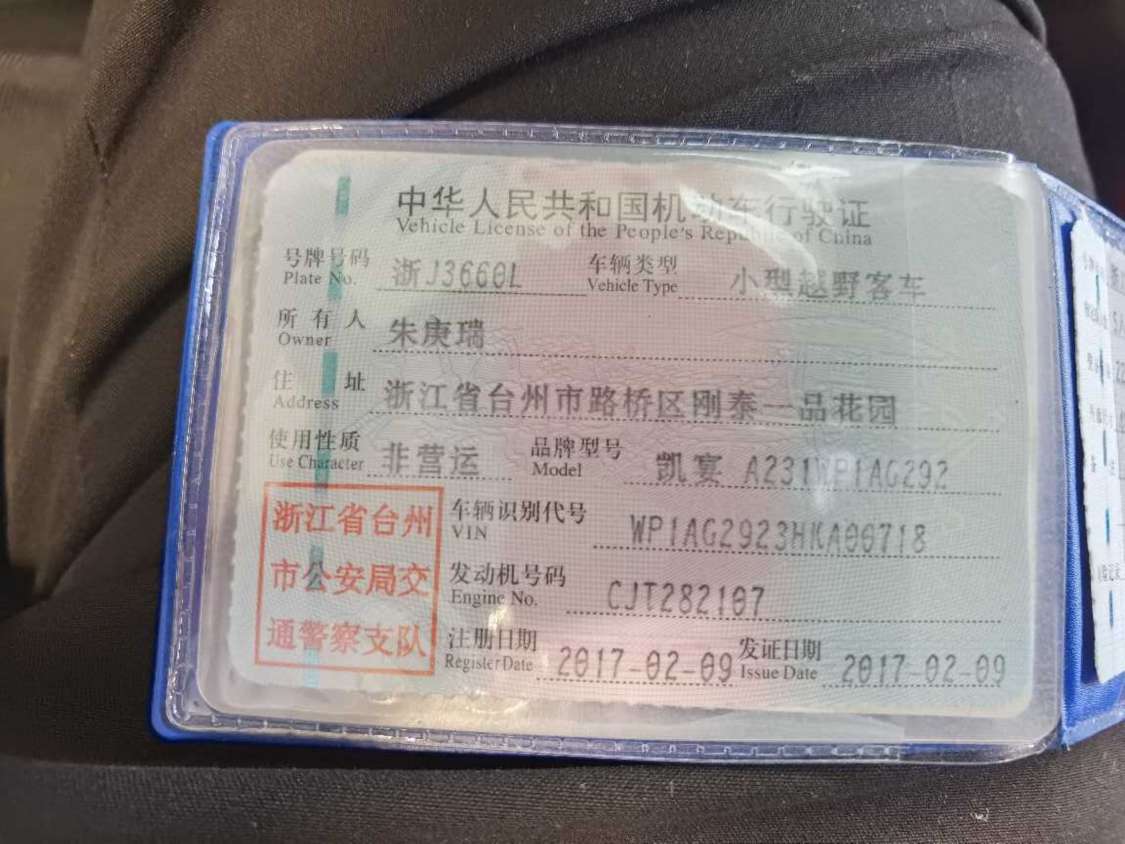 中华人民共和国机动车行驶证
Vehicle License of the People's Republic of China
号牌号码 浙J3660L 车辆类型 小型越野客车
Plate No. Vehicle Type
所有人 朱庚瑞
Owner
住址 浙江省台州市路桥区刚泰一品花园
Address
使用性质 非营运 品牌型号 凯宴 A231WP1AG292
Use Character Model
浙江省台州
市公安局交
通警察支队
车辆识别代号 WP1AG2923HKA00718
VIN
发动机号码 CJT282107
Engine No.
注册日期 2017-02-09 发证日期 2017-02-09
Register Date Issue Date